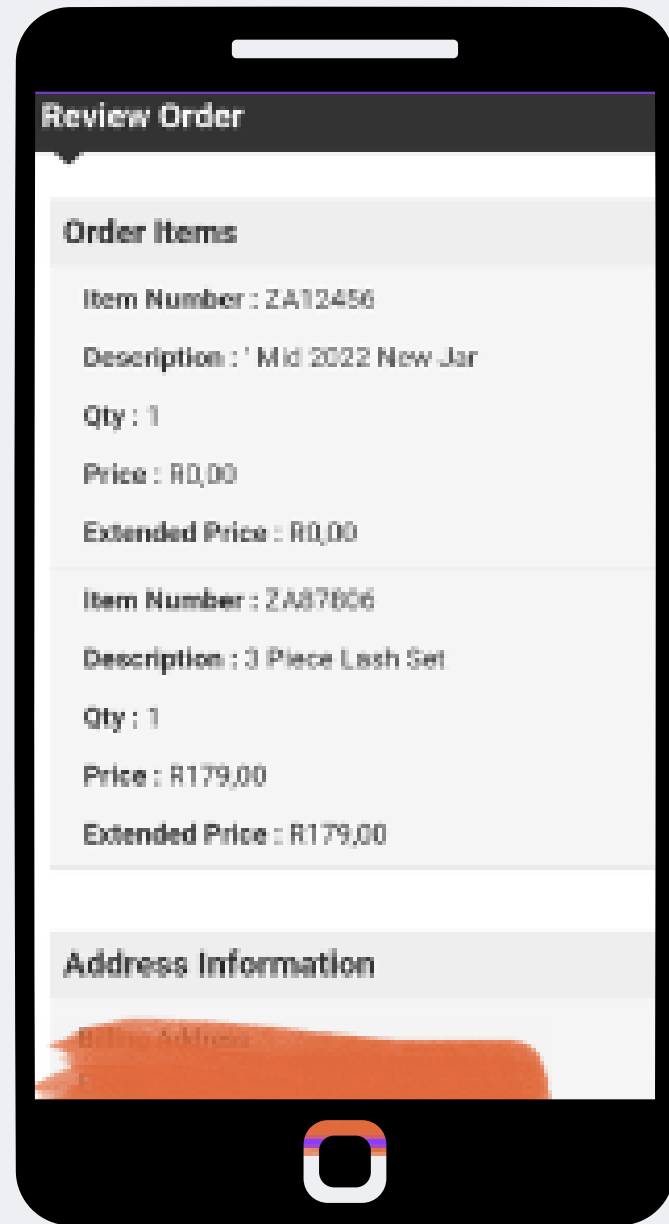 Review Order
Order Items
Item Number : ZA12456
Description : ' Mid 2022 New Jar
Qty : 1
Price : R0,00
Extended Price : R0,00
Item Number : ZA87806
Description : 3 Piece Lash Set
Qty : 1
Price : R179,00
Extended Price : R179,00
Address Information
Billing Address